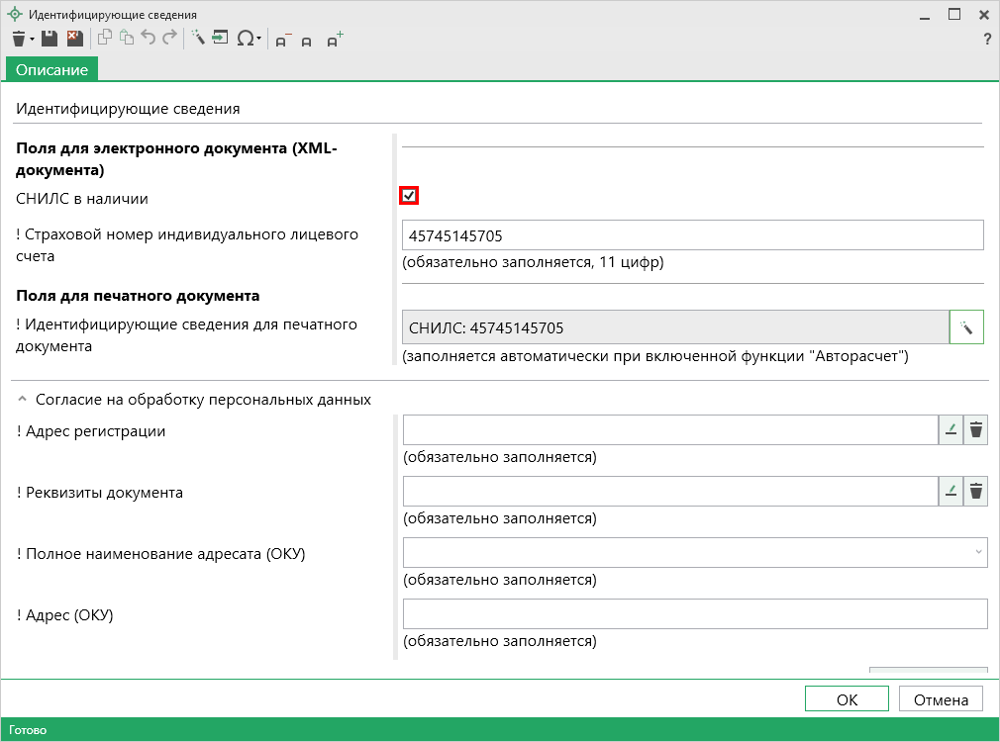 Идентифицирующие сведения
?
Описание
Идентифицирующие сведения
Поля для электронного документа (XML-
документа)
СНИЛС в наличии
! Страховой номер индивидуального лицевого
счета
45745145705
(обязательно заполняется, 11 цифр)
Поля для печатного документа
! Идентифицирующие сведения для печатного
документа
СНИЛС: 45745145705
(заполняется автоматически при включенной функции "Авторасчет")
Согласие на обработку персональных данных
! Адрес регистрации
(обязательно заполняется)
! Реквизиты документа
(обязательно заполняется)
! Полное наименование адресата (ОКУ)
(обязательно заполняется)
! Адрес (ОКУ)
(обязательно заполняется)
ОК
Отмена
Готово